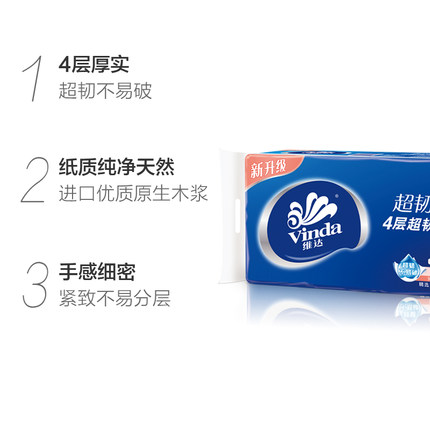 1
4层厚实
超韧不易破
2
纸质纯净天然
进口优质原生木浆
3
手感细密
紧致不易分层
新升级
Vinda
维达
超韧
4层超韧